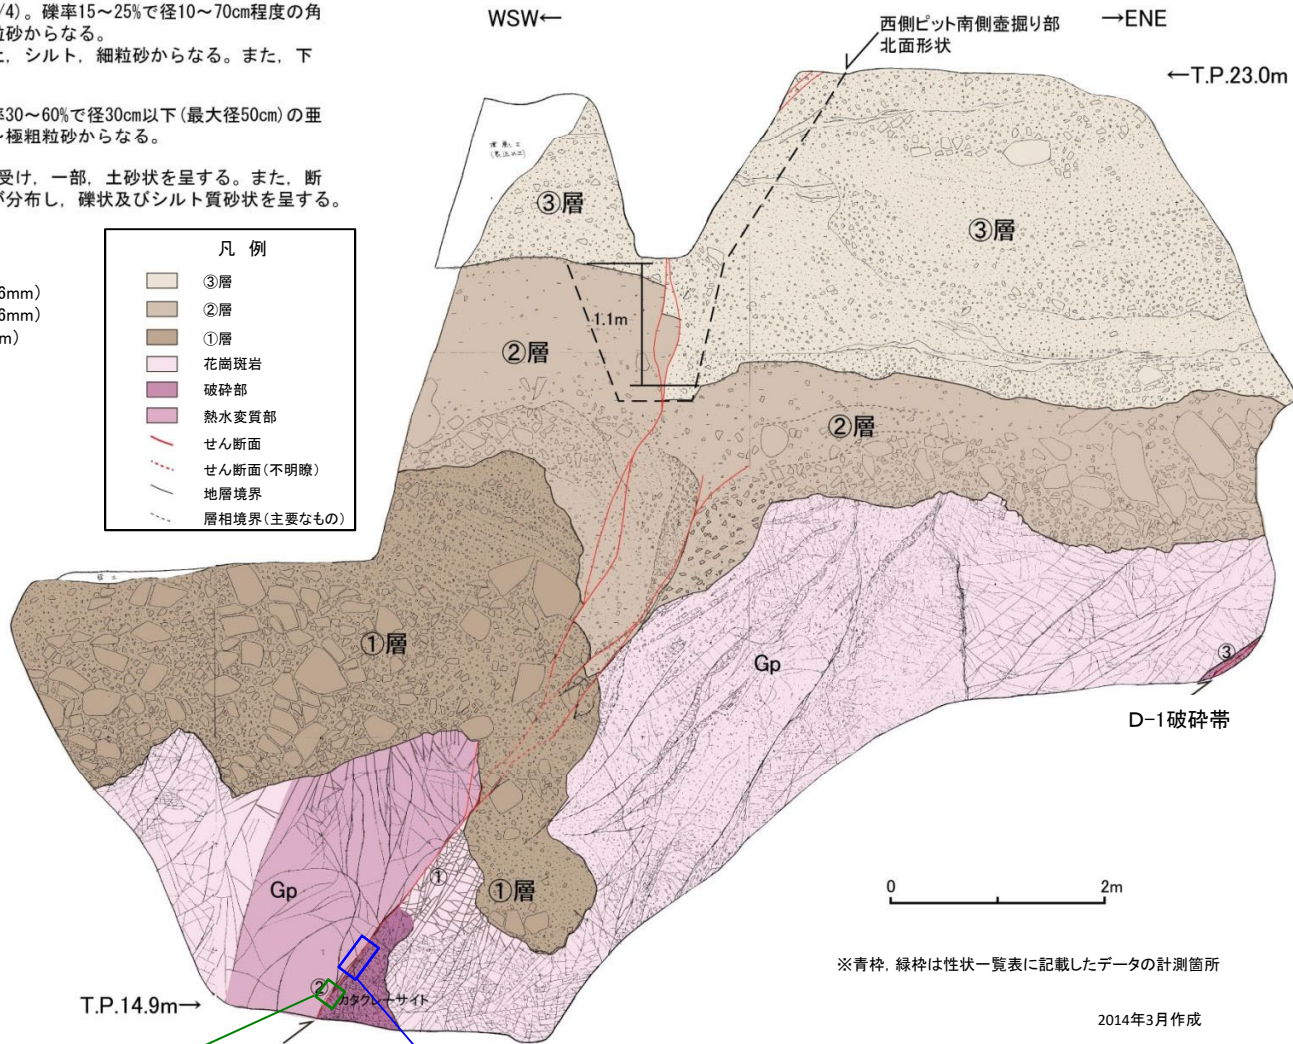 /4)。礫率15～25%で径10～70cm程度の角
粒砂からなる。
土，シルト，細粒砂からなる。また，下
率30～60%で径30cm以下(最大径50cm)の亜
～極粗粒砂からなる。
受け，一部，土砂状を呈する。また，断
が分布し，礫状及びシルト質砂状を呈する。
6mm）
6mm）
m）
凡 例
③層
②層
①層
花崗斑岩
破砕部
熱水変質部
せん断面
せん断面(不明瞭)
地層境界
層相境界(主要なもの)
WSW←
西側ピット南側壺掘り部
北面形状
→ENE
←T.P.23.0m
③層
③層
1.1m
②層
②層
①層
Gp
③
D-1破砕帯
Gp
①
①層
②
カタクレーサイト
T.P.14.9m→
0
2m
※青枠，緑枠は性状一覧表に記載したデータの計測箇所
2014年3月作成